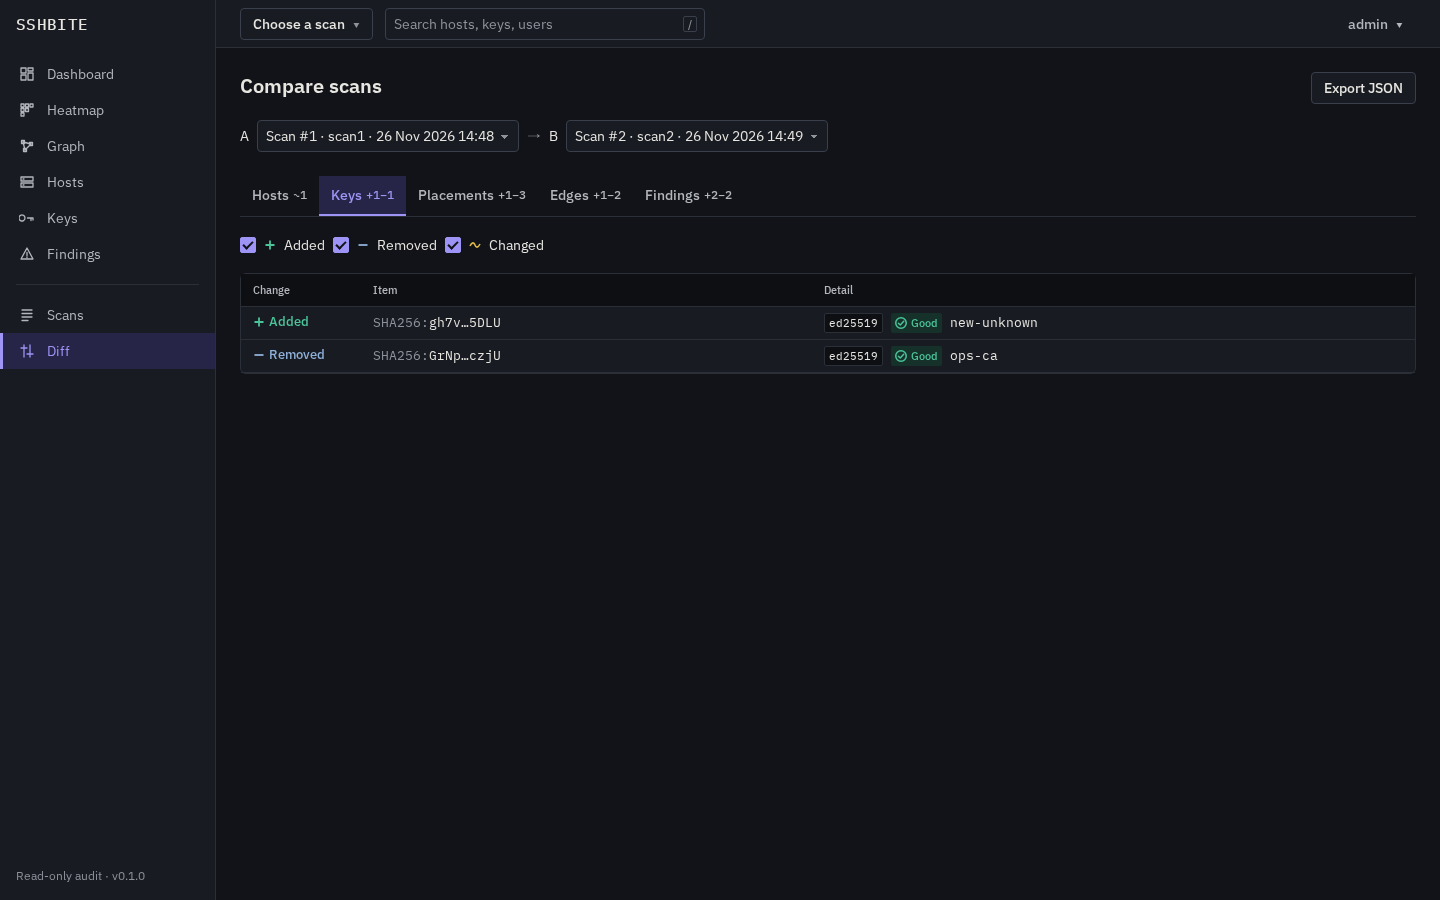 SSHBITE
Choose a scan ▾
Search hosts, keys, users /
admin ▾
Dashboard
Heatmap
Graph
Hosts
Keys
Findings
Scans
Diff
Read-only audit · v0.1.0
Compare scans
Export JSON
A Scan #1 · scan1 · 26 Nov 2026 14:48 → B Scan #2 · scan2 · 26 Nov 2026 14:49
Hosts ~1 Keys +1−1 Placements +1−3 Edges +1−2 Findings +2−2
+ Added − Removed ~ Changed
Change Item Detail
+ Added SHA256:gh7v…5DLU ed25519 Good new-unknown
− Removed SHA256:GrNp…czjU ed25519 Good ops-ca